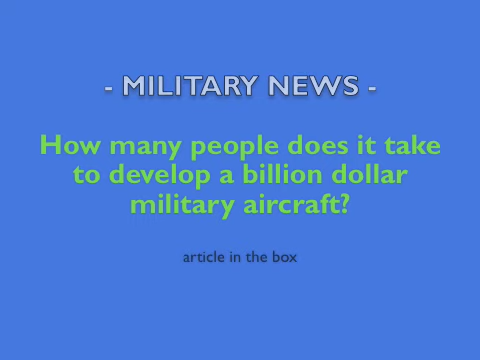 - MILITARY NEWS -
How many people does it take
to develop a billion dollar
military aircraft?
article in the box